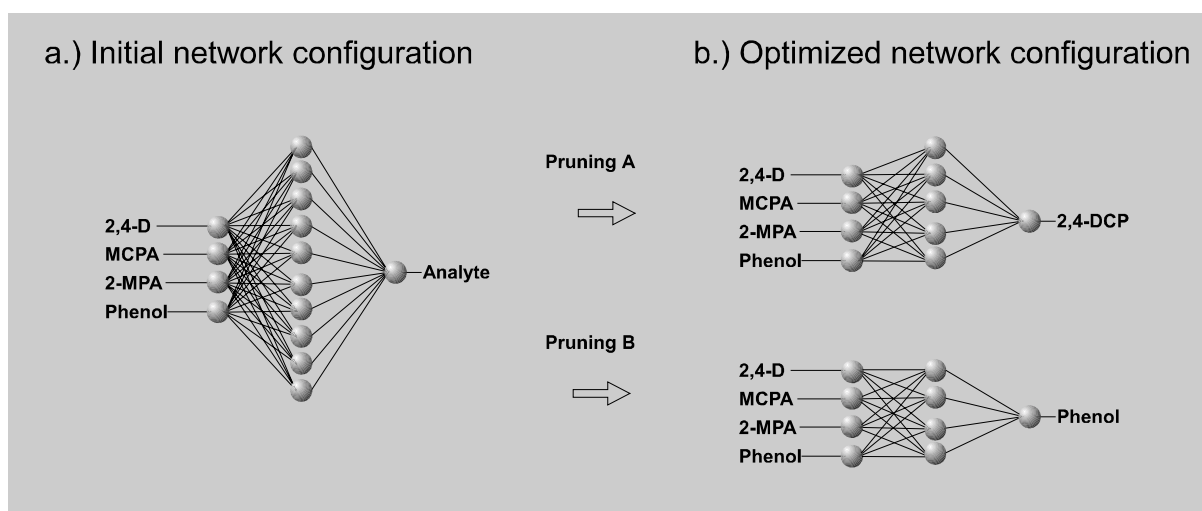 a.) Initial network configuration
b.) Optimized network configuration
2,4-D
MCPA
2-MPA
Phenol
Analyte
Pruning A
2,4-D
MCPA
2-MPA
Phenol
2,4-DCP
Pruning B
2,4-D
MCPA
2-MPA
Phenol
Phenol